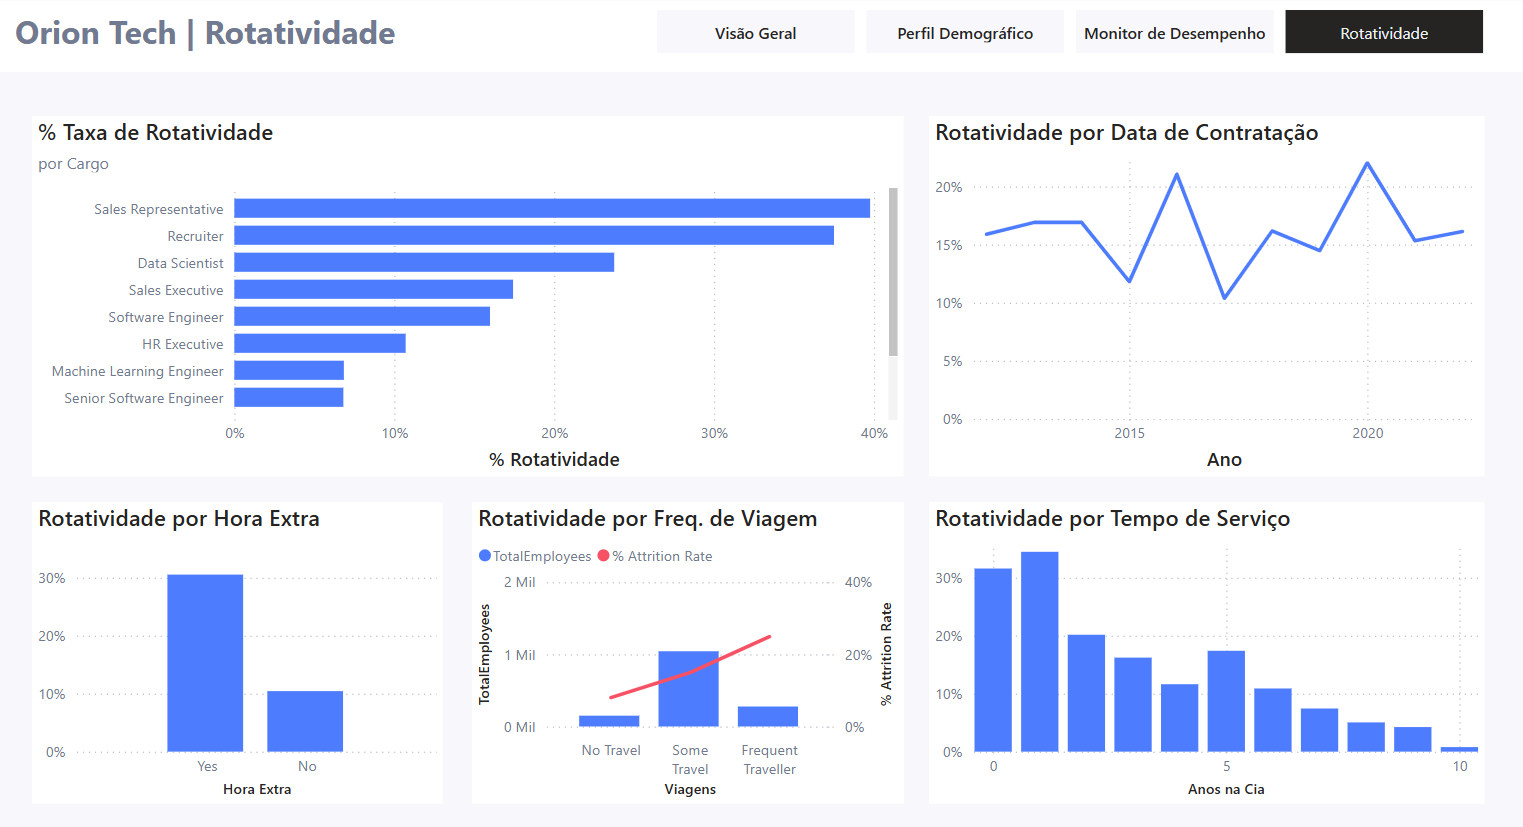 Orion Tech | Rotatividade
Visão Geral
Perfil Demográfico
Monitor de Desempenho
Rotatividade
% Taxa de Rotatividade
por Cargo
Sales Representative
Recruiter
Data Scientist
Sales Executive
Software Engineer
HR Executive
Machine Learning Engineer
Senior Software Engineer
0% 10% 20% 30% 40%
% Rotatividade
Rotatividade por Data de Contratação
20%
15%
10%
5%
0%
2015 2020
Ano
Rotatividade por Hora Extra
30%
20%
10%
0%
Yes No
Hora Extra
Rotatividade por Freq. de Viagem
TotalEmployees % Attrition Rate
2 Mil
1 Mil
0 Mil
TotalEmployees
40%
20%
0%
% Attrition Rate
No Travel
Some
Travel
Frequent
Traveller
Viagens
Rotatividade por Tempo de Serviço
30%
20%
10%
0%
0 5 10
Anos na Cia